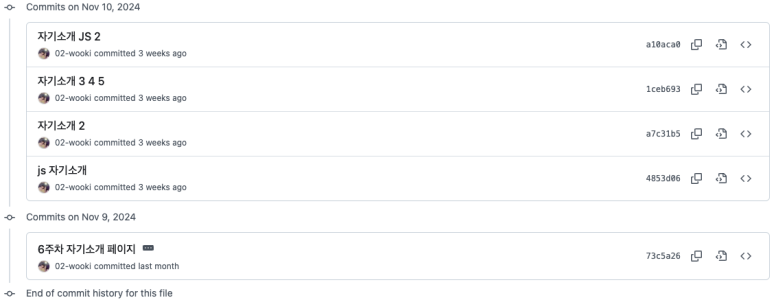 Commits on Nov 10, 2024
자기소개 JS 2
02-wooki committed 3 weeks ago
a10aca0
자기소개 3 4 5
02-wooki committed 3 weeks ago
1ceb693
자기소개 2
02-wooki committed 3 weeks ago
a7c31b5
js 자기소개
02-wooki committed 3 weeks ago
4853d06
Commits on Nov 9, 2024
6주차 자기소개 페이지
02-wooki committed last month
73c5a26
End of commit history for this file